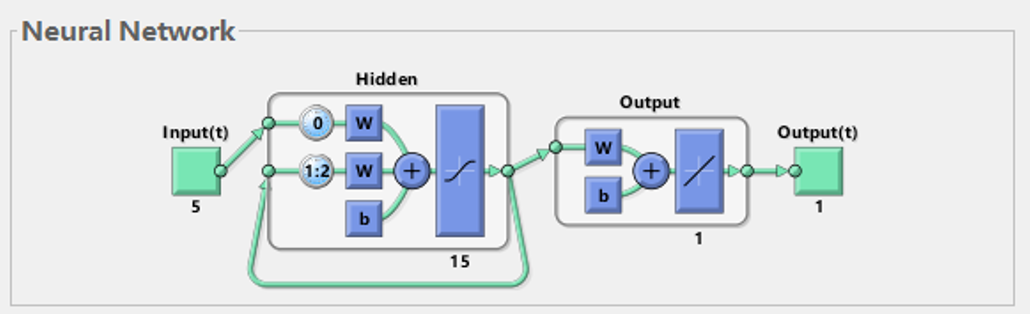 Neural Network
Hidden
Output
Input(t)
Output(t)
0
W
W
1:2
W
+
+
b
b
5
1
1
15